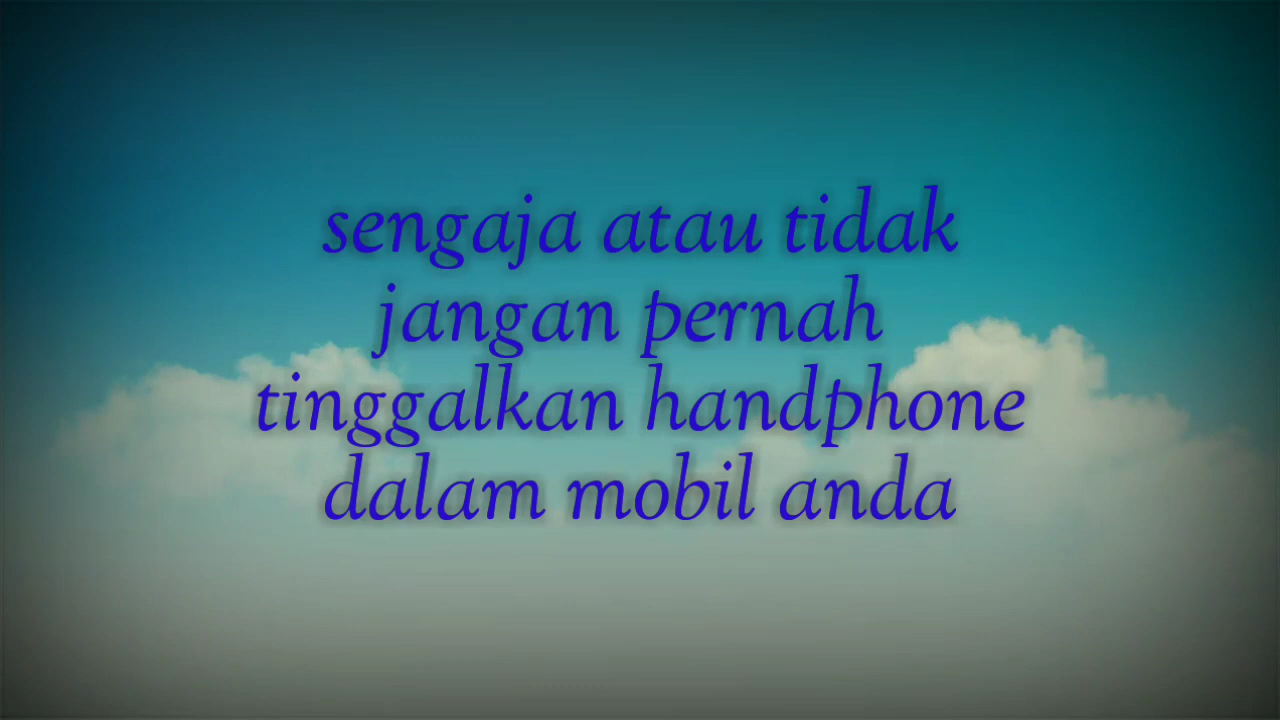 sengaja atau tidak
jangan pernah
tinggalkan handphone
dalam mobil anda